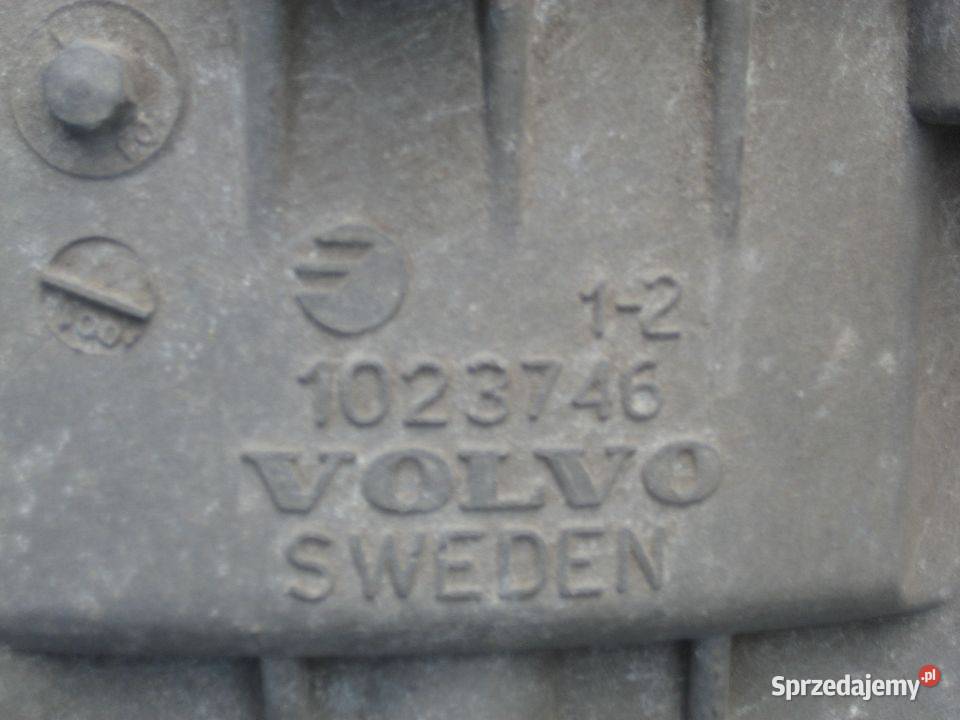 1-2
1023746
VOLVO
SWEDEN
Sprzedajemy.pl